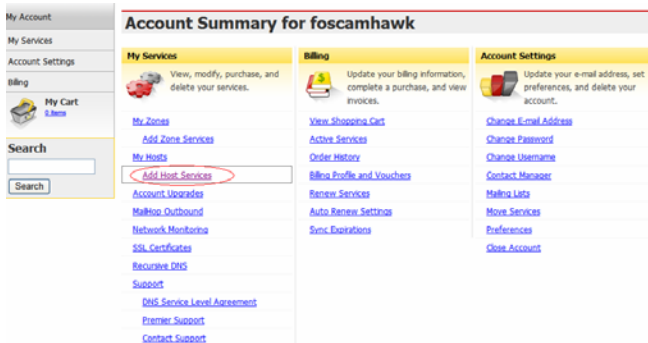 My Account
My Services
Account Settings
Billing
My Cart
0 items
Search
Search
Account Summary for foscamhawk
My Services
View, modify, purchase, and
delete your services.
My Zones
Add Zone Services
My Hosts
Add Host Services
Account Upgrades
MailHop Outbound
Network Monitoring
SSL Certificates
Recursive DNS
Support
DNS Service Level Agreement
Premier Support
Contact Support
Billing
Update your billing information,
complete a purchase, and view
invoices.
View Shopping Cart
Active Services
Order History
Billing Profile and Vouchers
Renew Services
Auto Renew Settings
Sync Expirations
Account Settings
Update your e-mail address, set
preferences, and delete your
account.
Change E-mail Address
Change Password
Change Username
Contact Manager
Mailing Lists
Move Services
Preferences
Close Account